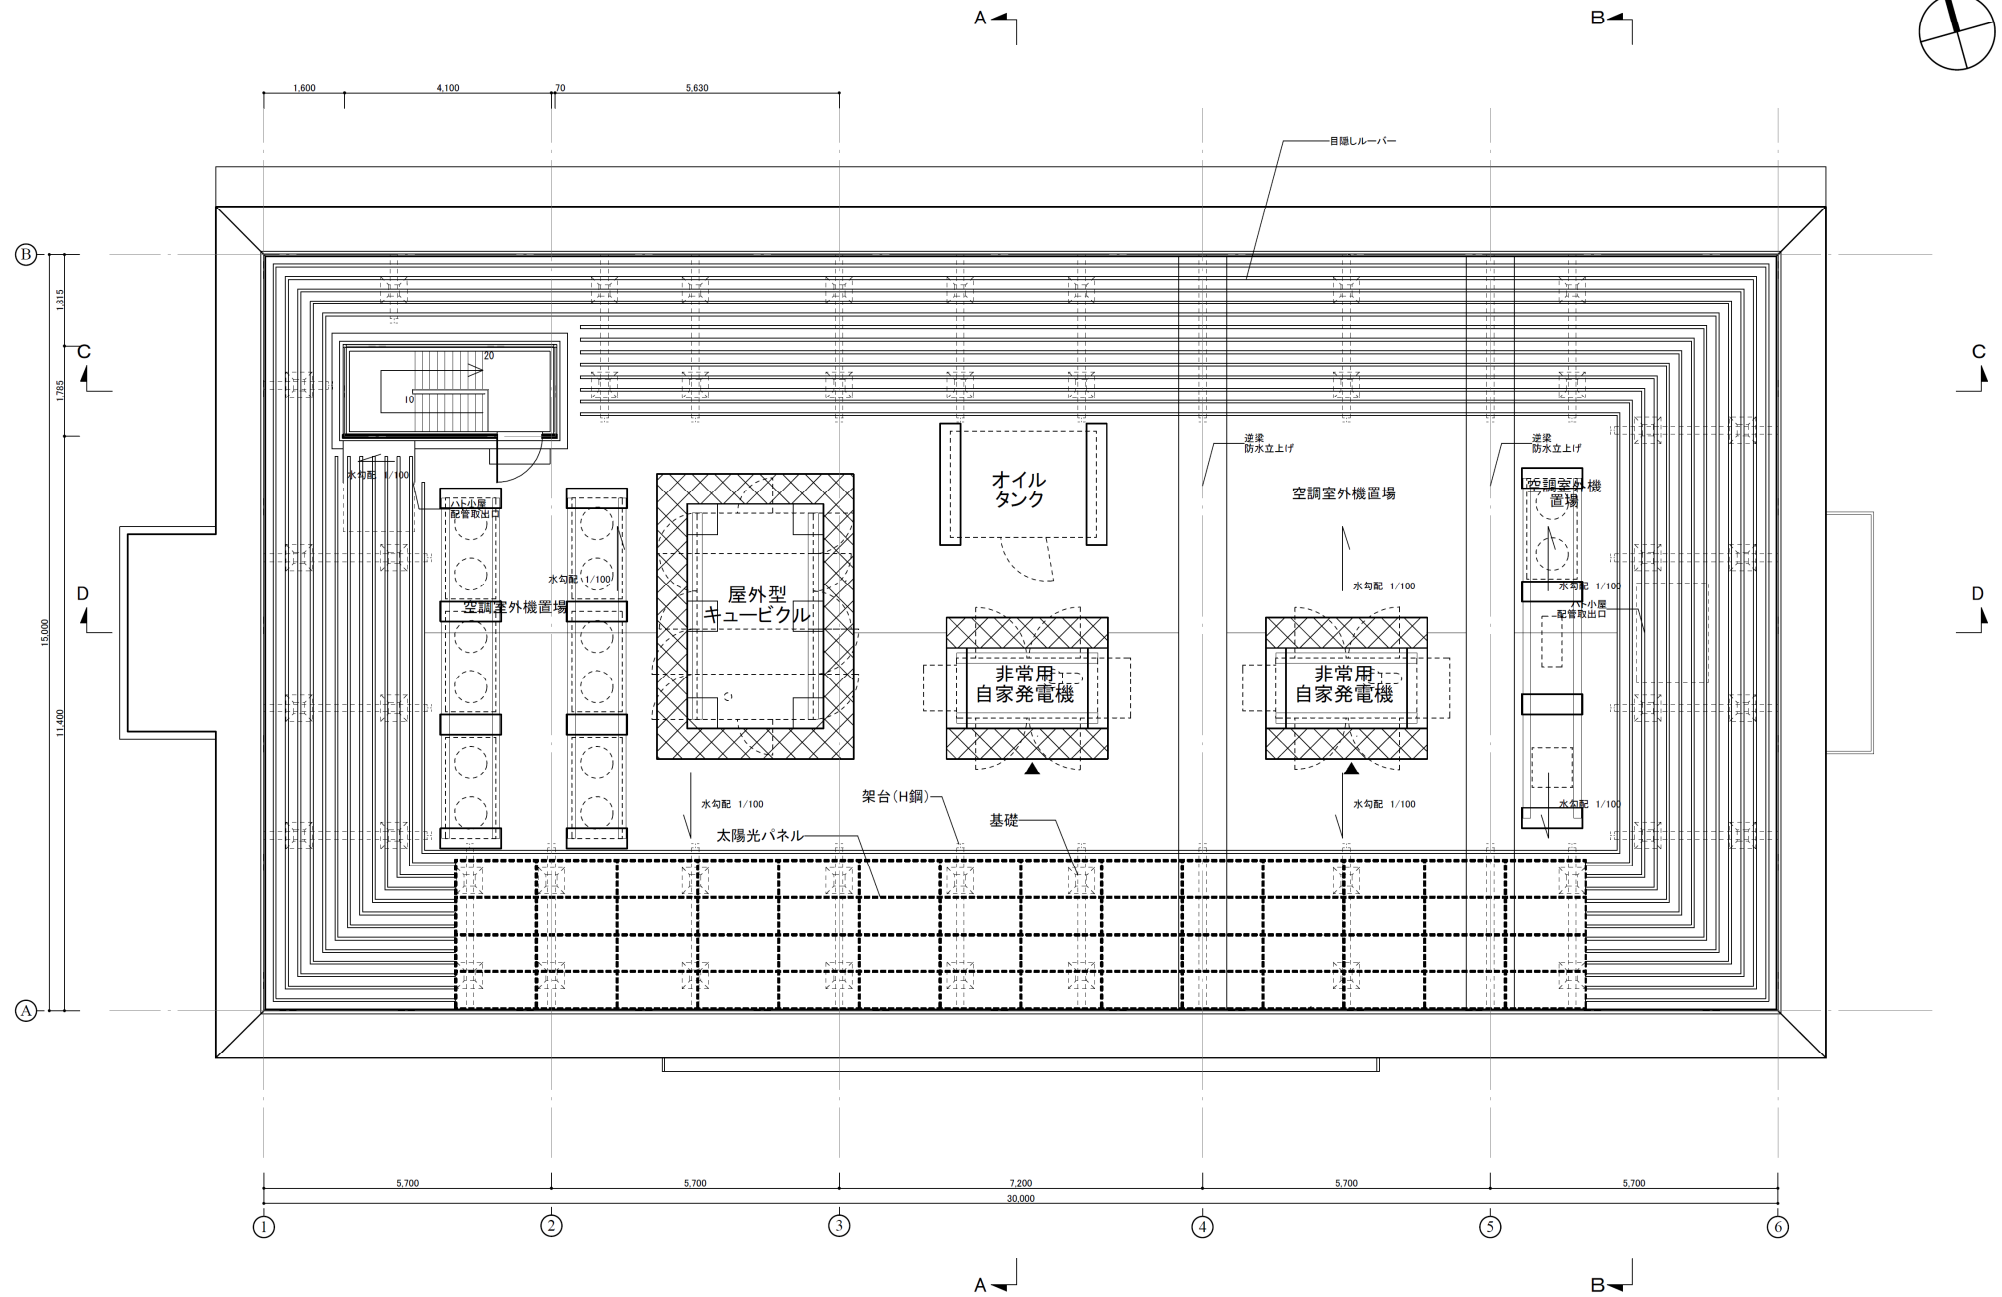 A
B
1,600
4,100
70
5,630
目隠しルーバー
B
1,315
C
1,785
C
20
10
水勾配 1/100
ハト小屋
配管取出口
オイル
タンク
逆梁
防水立上げ
空調室外機置場
逆梁
防水立上げ
空調室外機
置場
D
水勾配 1/100
空調室外機置場
屋外型
キュービクル
水勾配 1/100
水勾配 1/100
ハト小屋
配管取出口
D
15,000
11,400
非常用
自家発電機
非常用
自家発電機
水勾配 1/100
水勾配 1/100
水勾配 1/100
架台(H鋼)
基礎
太陽光パネル
A
5,700
5,700
7,200
5,700
5,700
30,000
1
2
3
4
5
6
A
B